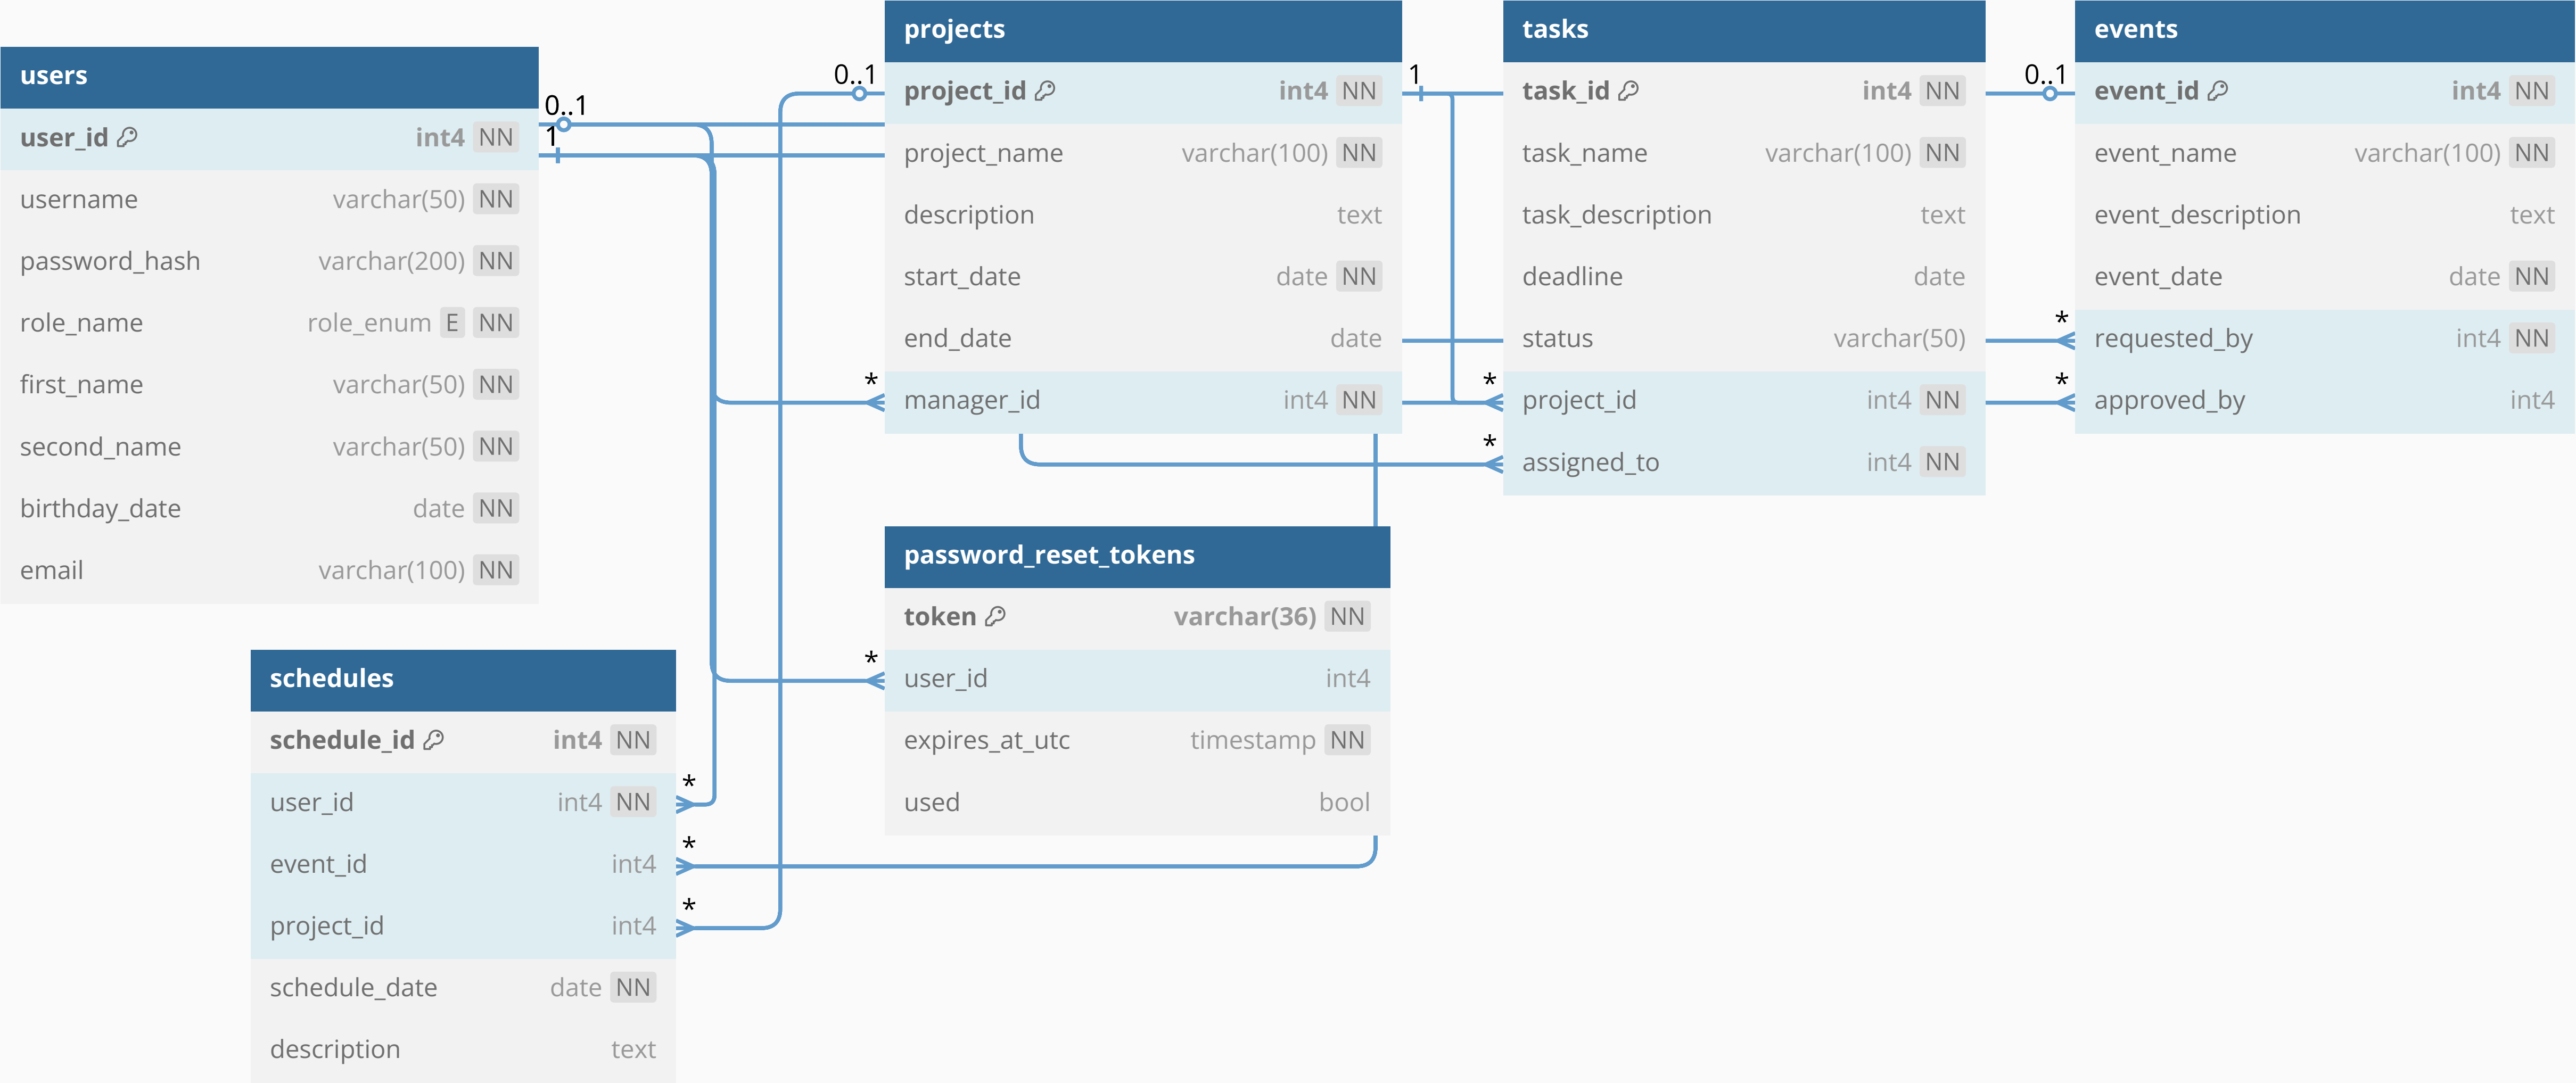 users
0..1
user_id int4 NN
1
username varchar(50) NN
password_hash varchar(200) NN
role_name role_enum E NN
first_name varchar(50) NN
second_name varchar(50) NN
birthday_date date NN
email varchar(100) NN
projects
0..1
project_id int4 NN
1
project_name varchar(100) NN
description text
start_date date NN
end_date date
*
manager_id int4 NN
tasks
task_id int4 NN
task_name varchar(100) NN
task_description text
deadline date
status varchar(50)
*
project_id int4 NN
*
assigned_to int4 NN
events
0..1
event_id int4 NN
event_name varchar(100) NN
event_description text
event_date date NN
*
requested_by int4 NN
*
approved_by int4
password_reset_tokens
token varchar(36) NN
*
user_id int4
expires_at_utc timestamp NN
used bool
schedules
schedule_id int4 NN
*
user_id int4 NN
*
event_id int4
*
project_id int4
schedule_date date NN
description text